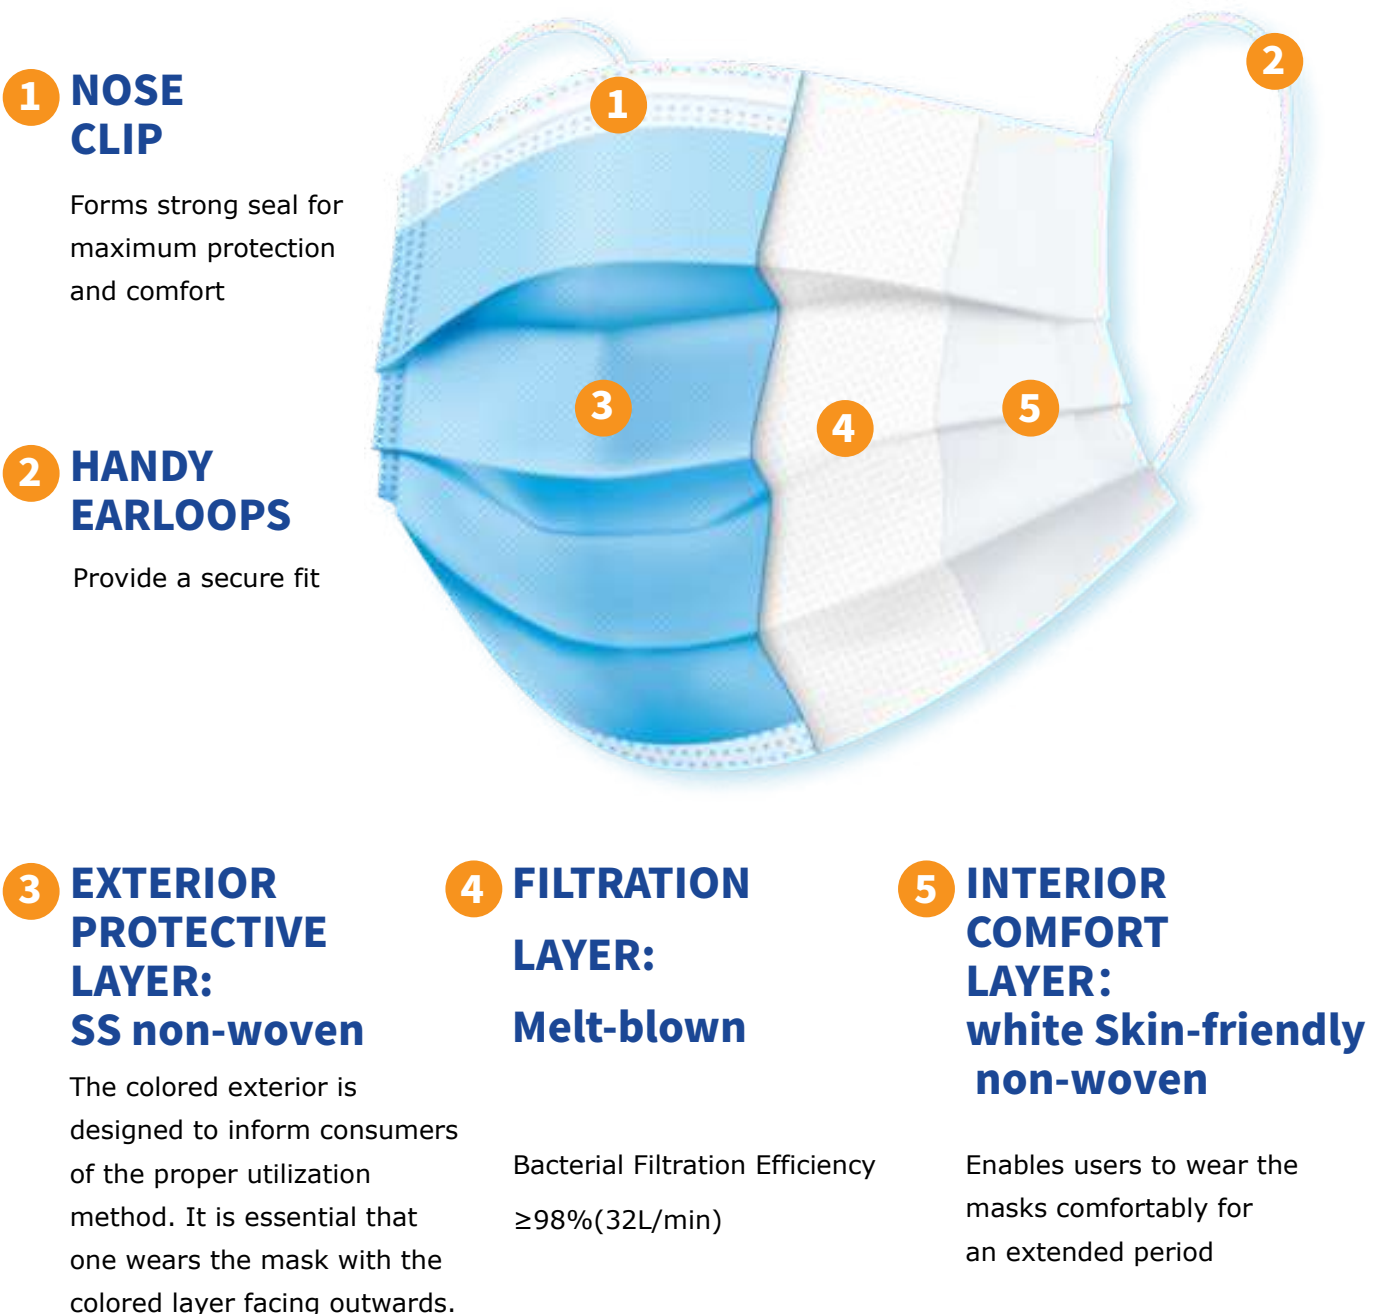 1 NOSE
CLIP
Forms strong seal for
maximum protection
and comfort
2 HANDY
EARLOOPS
Provide a secure fit
1
2
3
4
5
3 EXTERIOR
PROTECTIVE
LAYER:
SS non-woven
The colored exterior is
designed to inform consumers
of the proper utilization
method. It is essential that
one wears the mask with the
colored layer facing outwards.
4 FILTRATION
LAYER:
Melt-blown
Bacterial Filtration Efficiency
≥98%(32L/min)
5 INTERIOR
COMFORT
LAYER：
white Skin-friendly
non-woven
Enables users to wear the
masks comfortably for
an extended period